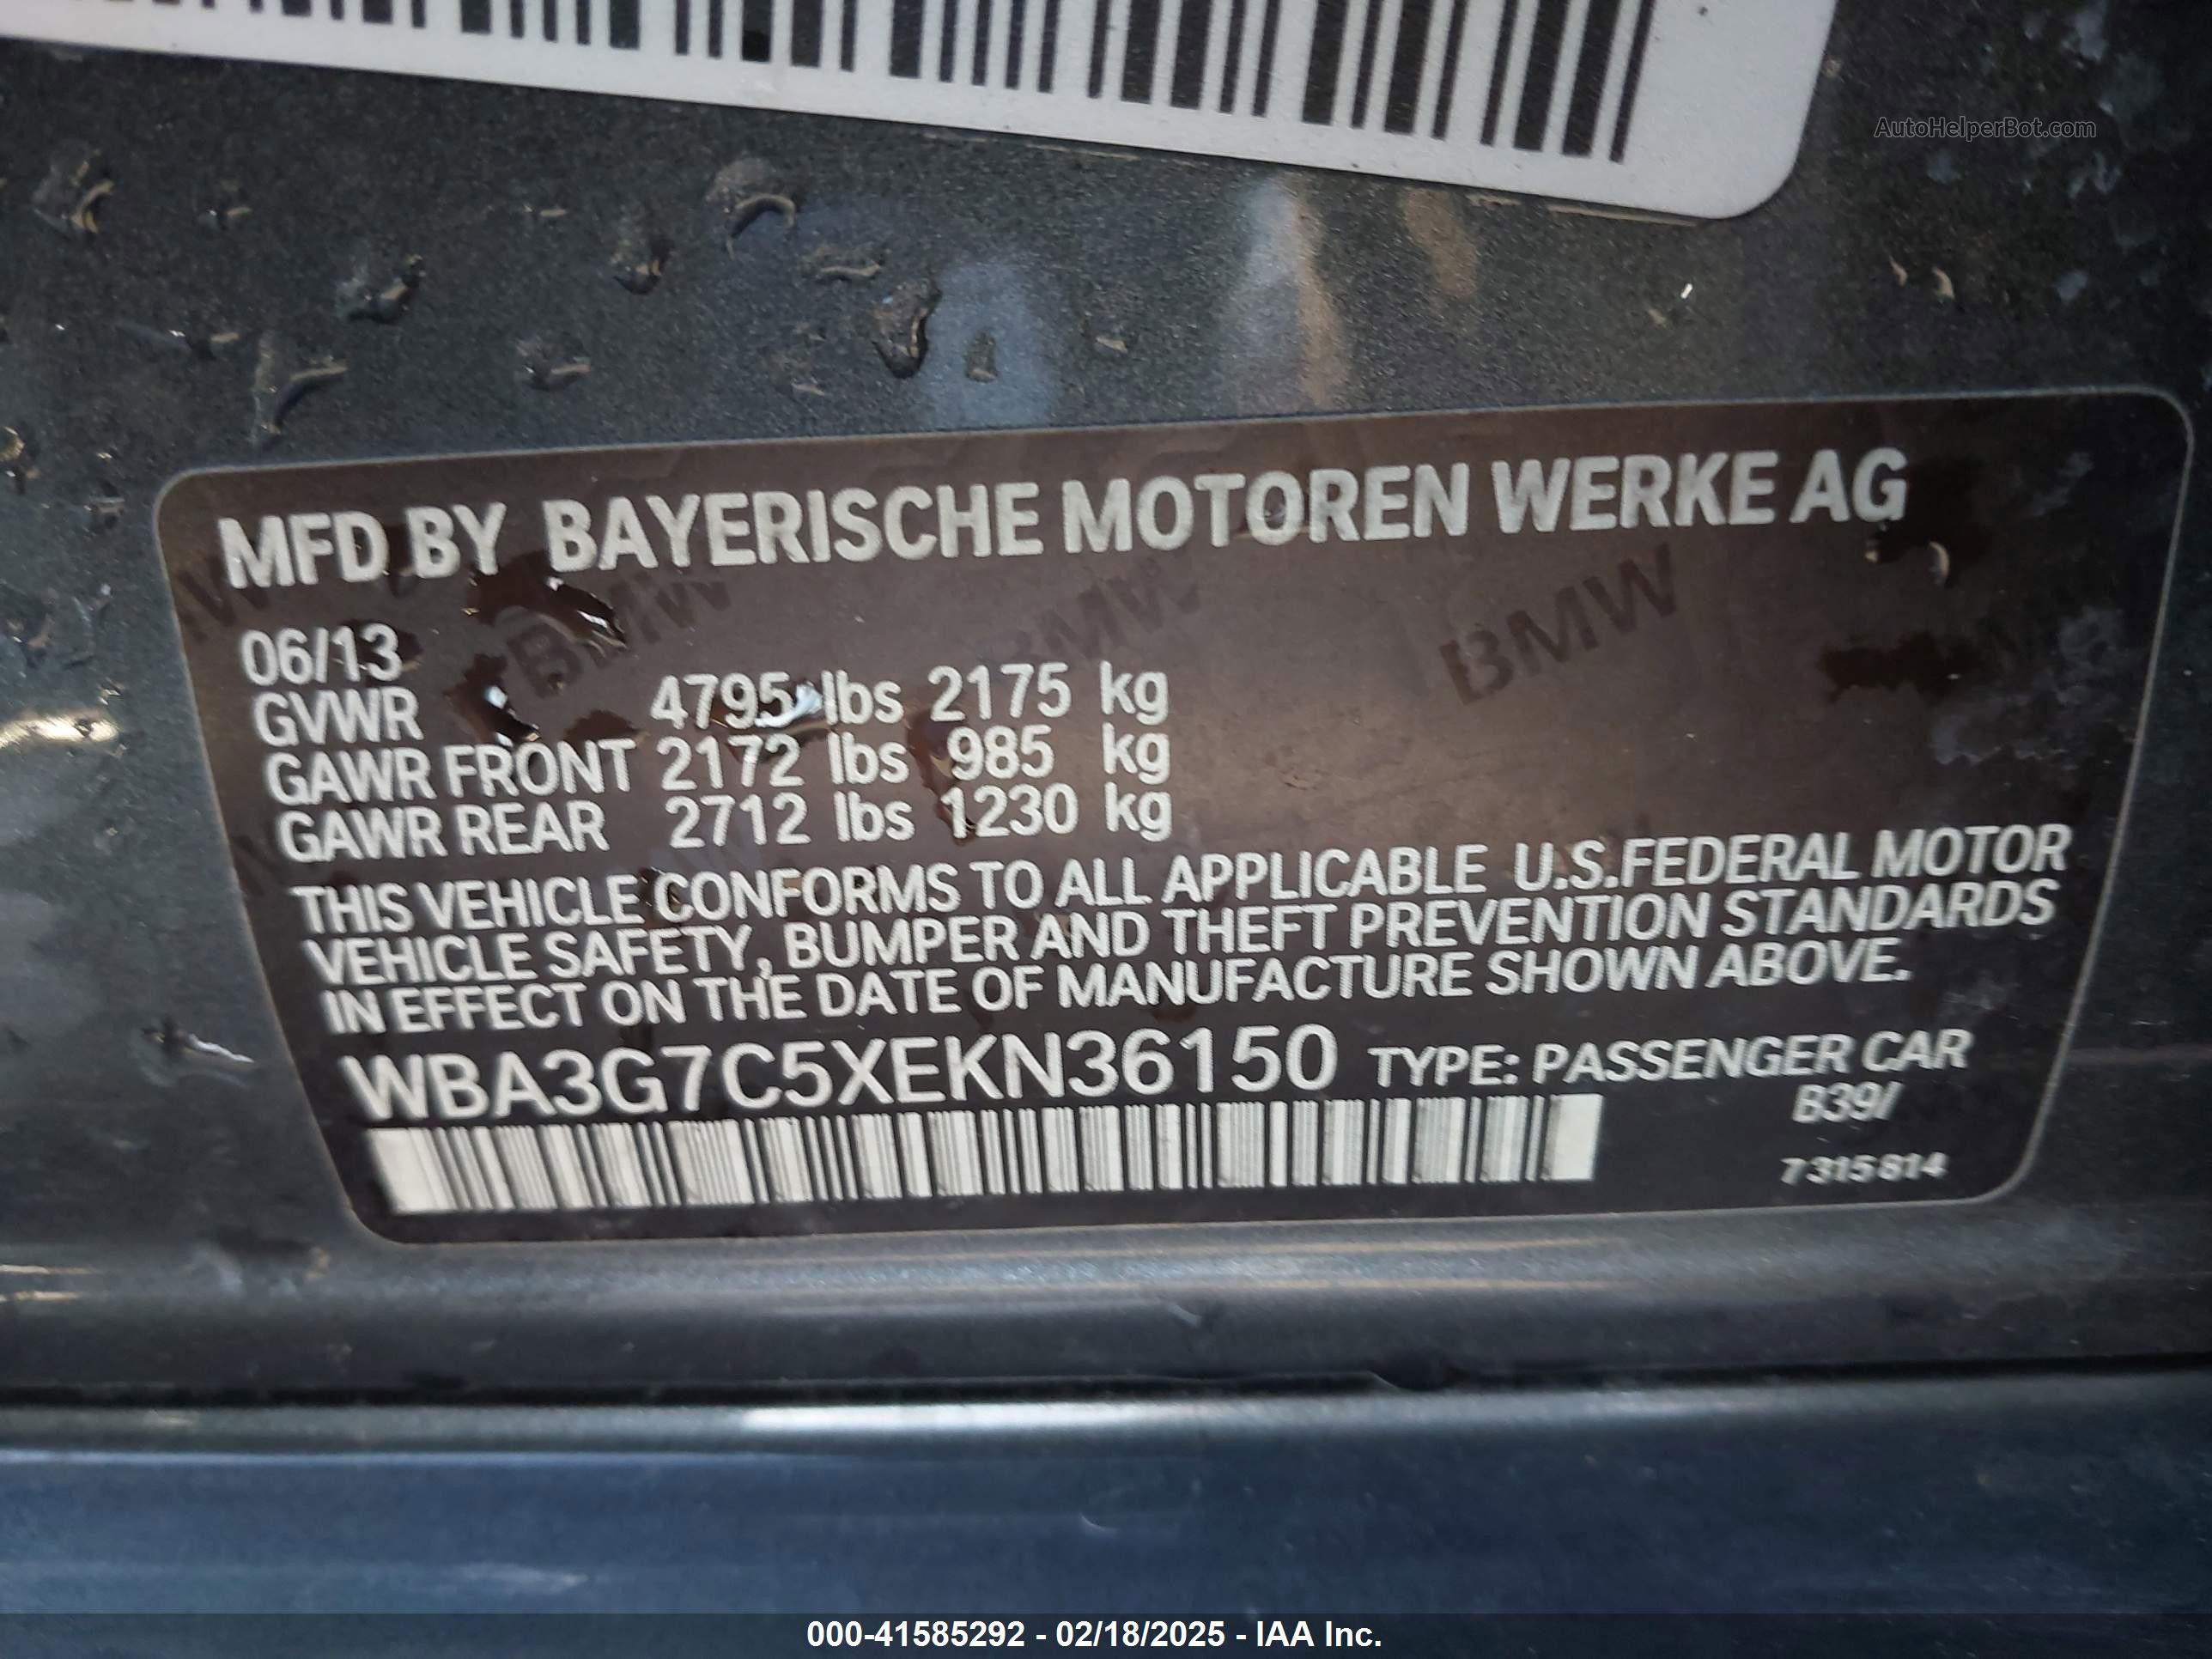 AutoHelperBot.com
MFD BY BAYERISCHE MOTOREN WERKE AG
06/13
GVWR 4795 lbs 2175 kg
GAWR FRONT 2172 lbs 985 kg
GAWR REAR 2712 lbs 1230 kg
THIS VEHICLE CONFORMS TO ALL APPLICABLE U.S.FEDERAL MOTOR
VEHICLE SAFETY, BUMPER AND THEFT PREVENTION STANDARDS
IN EFFECT ON THE DATE OF MANUFACTURE SHOWN ABOVE.
WBA3G7C5XEKN36150 TYPE: PASSENGER CAR
B39/
7315814
000-41585292 - 02/18/2025 - IAA Inc.